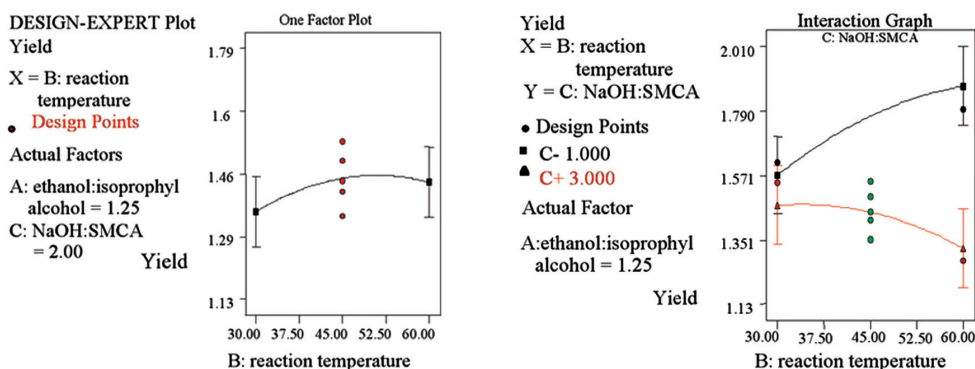 DESIGN-EXPERT Plot
Yield
X = B: reaction
temperature
Design Points
Actual Factors
A: ethanol:isoprophyl
alcohol = 1.25
C: NaOH:SMCA
= 2.00
Yield
One Factor Plot
1.79
1.6
1.46
1.29
1.13
30.00
37.50
45.00
52.50
60.00
B: reaction temperature
Yield
X = B: reaction
temperature
Y = C: NaOH:SMCA
Design Points
C- 1.000
C+ 3.000
Actual Factor
A:ethanol:isoprophyl
alcohol = 1.25
Yield
Interaction Graph
C: NaOH:SMCA
2.010
1.790
1.571
1.351
1.13
30.00
37.50
45.00
52.50
60.00
B: reaction temperature